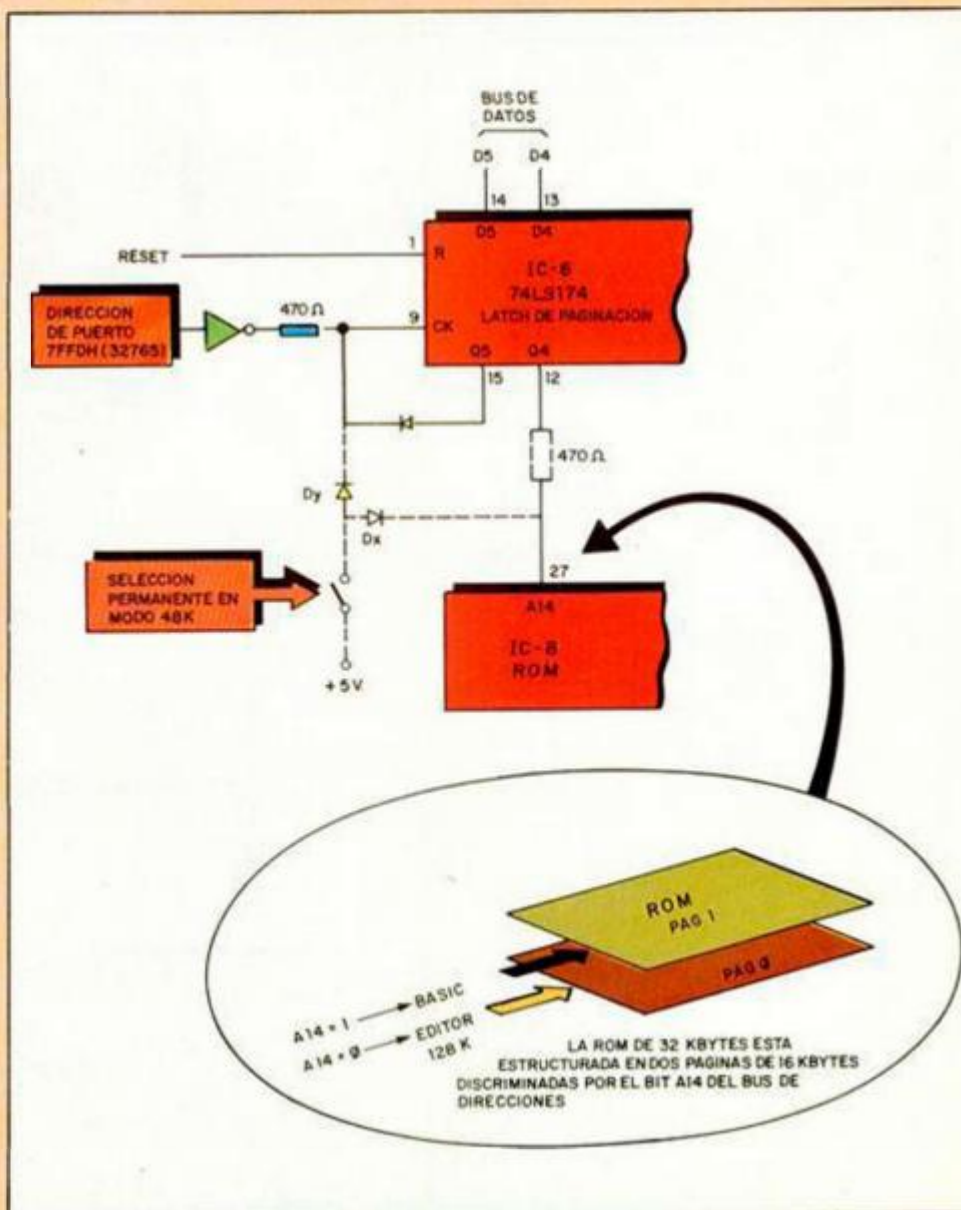 BUS DE
DATOS
D5 D4
14 13
D5 D4
RESET
1
R
IC-6
74LS174
LATCH DE PAGINACION
DIRECCION
DE PUERTO
7FFDH (32765)
470 Ω
9
CK
Q5 Q4
15 12
470 Ω
Dy
Dx
SELECCION
PERMANENTE EN
MODO 48K
+5V.
27
A14
IC-8
ROM
ROM
PAG 1
PAG Ø
A14 = 1 BASIC
A14 = Ø EDITOR
128 K
LA ROM DE 32 KBYTES ESTA
ESTRUCTURADA EN DOS PAGINAS DE 16 KBYTES
DISCRIMINADAS POR EL BIT A14 DEL BUS DE
DIRECCIONES